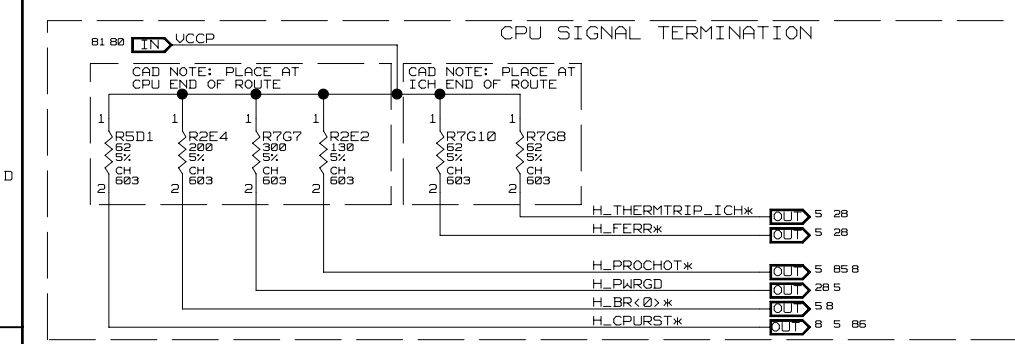 CPU SIGNAL TERMINATION
81 80 IN VCCP
CAD NOTE: PLACE AT
CPU END OF ROUTE
CAD NOTE: PLACE AT
ICH END OF ROUTE
1 1 1 1 1 1
R5D1 R2E4 R7G7 R2E2 R7G10 R7G8
62 200 300 130 62 62
5% 5% 5% 5% 5% 5%
CH CH CH CH CH CH
603 603 603 603 603 603
2 2 2 2 2 2
D
H_THERMTRIP_ICH* OUT 5 28
H_FERR* OUT 5 28
H_PROCHOT* OUT 5 85 8
H_PWRGD OUT 28 5
H_BR<0>* OUT 5 8
H_CPURST* OUT 8 5 86